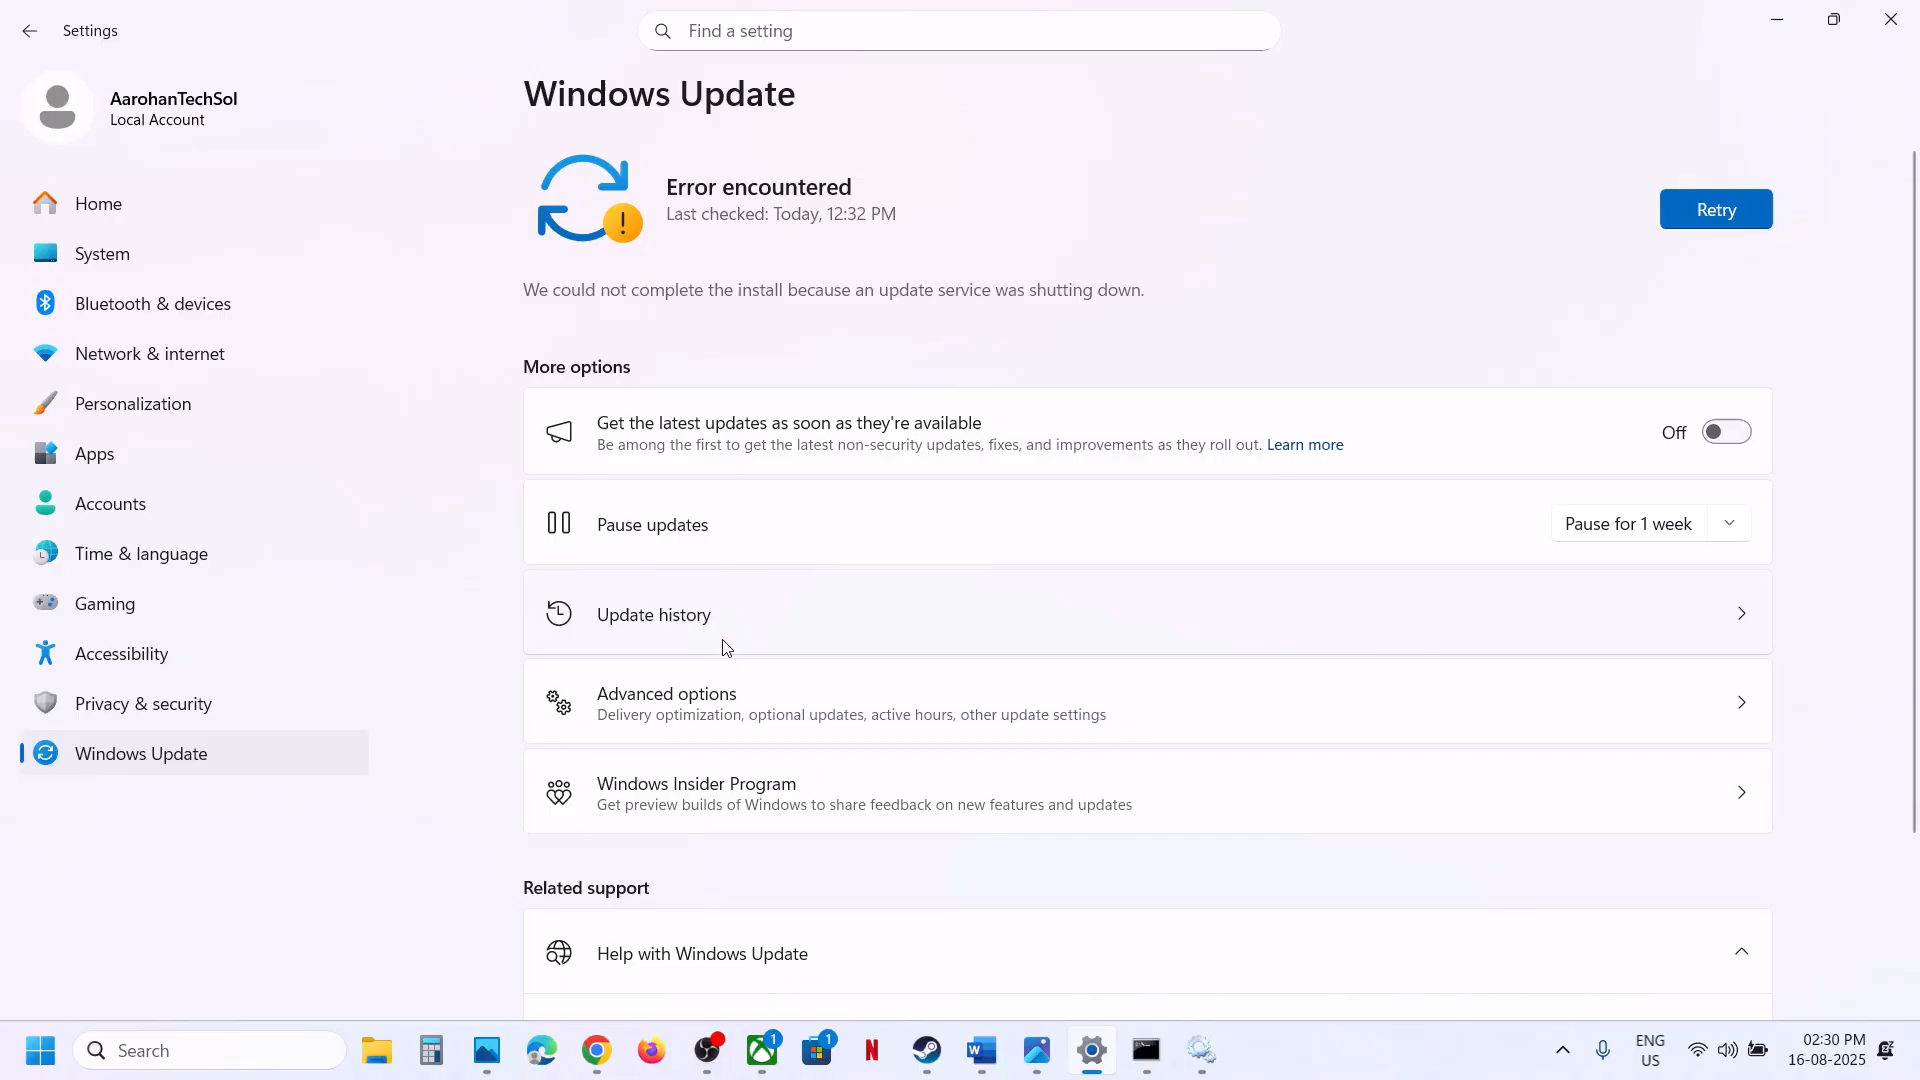 Settings
Find a setting
AarohanTechSol
Local Account
Home
System
Bluetooth & devices
Network & internet
Personalization
Apps
Accounts
Time & language
Gaming
Accessibility
Privacy & security
Windows Update
Windows Update
Error encountered
Last checked: Today, 12:32 PM
Retry
We could not complete the install because an update service was shutting down.
More options
Get the latest updates as soon as they're available
Be among the first to get the latest non-security updates, fixes, and improvements as they roll out. Learn more
Off
Pause updates
Pause for 1 week
Update history
Advanced options
Delivery optimization, optional updates, active hours, other update settings
Windows Insider Program
Get preview builds of Windows to share feedback on new features and updates
Related support
Help with Windows Update
Search
1
1
N
W
ENG
US
02:30 PM
16-08-2025